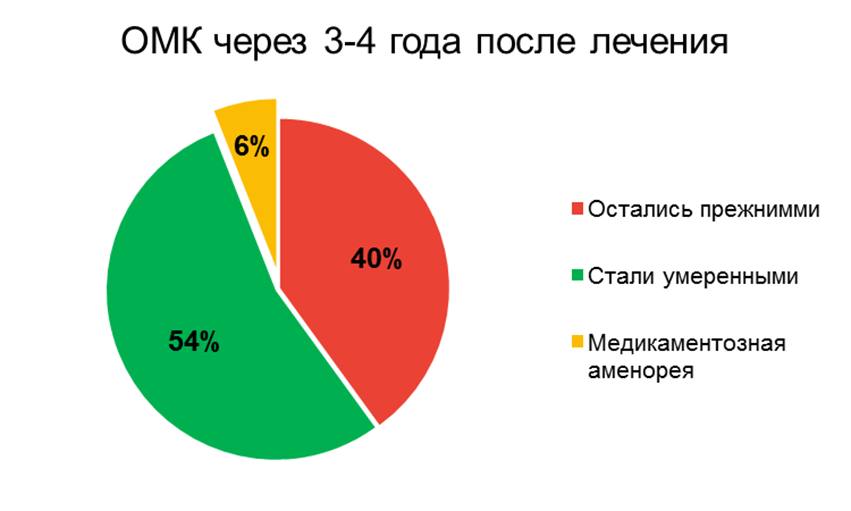 ОМК через 3-4 года после лечения
6%
40%
54%
Остались прежнимми
Стали умеренными
Медикаментозная
аменорея